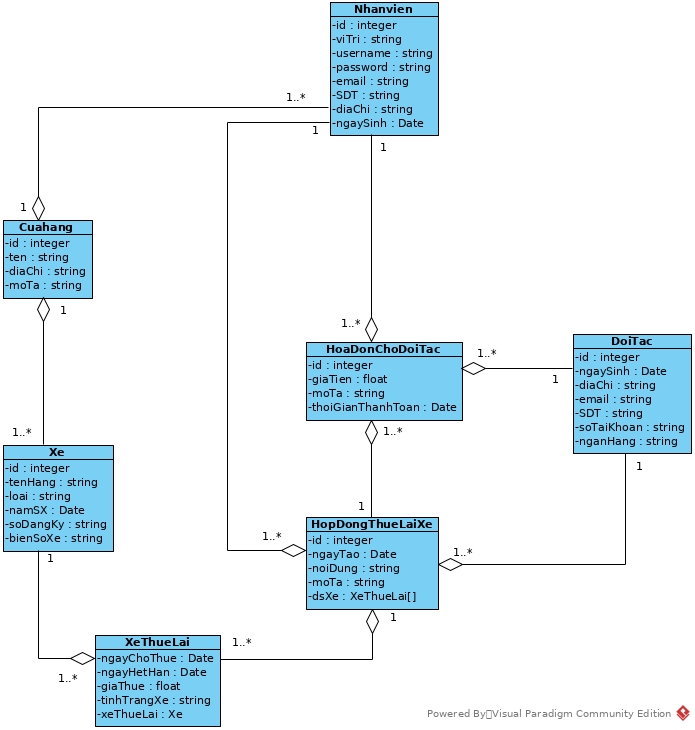 Nhanvien
-id : integer
-viTri : string
-username : string
-password : string
-email : string
-SDT : string
-diaChi : string
-ngaySinh : Date
1..*
1
1
1
Cuahang
-id : integer
-ten : string
-diaChi : string
-moTa : string
1
1..*
HoaDonChoDoiTac
-id : integer
-giaTien : float
-moTa : string
-thoiGianThanhToan : Date
1..*
1
DoiTac
-id : integer
-ngaySinh : Date
-diaChi : string
-email : string
-SDT : string
-soTaiKhoan : string
-nganHang : string
1..*
1..*
1
1
Xe
-id : integer
-tenHang : string
-loai : string
-namSX : Date
-soDangKy : string
-bienSoXe : string
1
1..*
HopDongThueLaiXe
-id : integer
-ngayTao : Date
-noiDung : string
-moTa : string
-dsXe : XeThueLai[]
1..*
1
XeThueLai
-ngayChoThue : Date
-ngayHetHan : Date
-giaThue : float
-tinhTrangXe : string
-xeThueLai : Xe
1..*
1..*
Powered By Visual Paradigm Community Edition